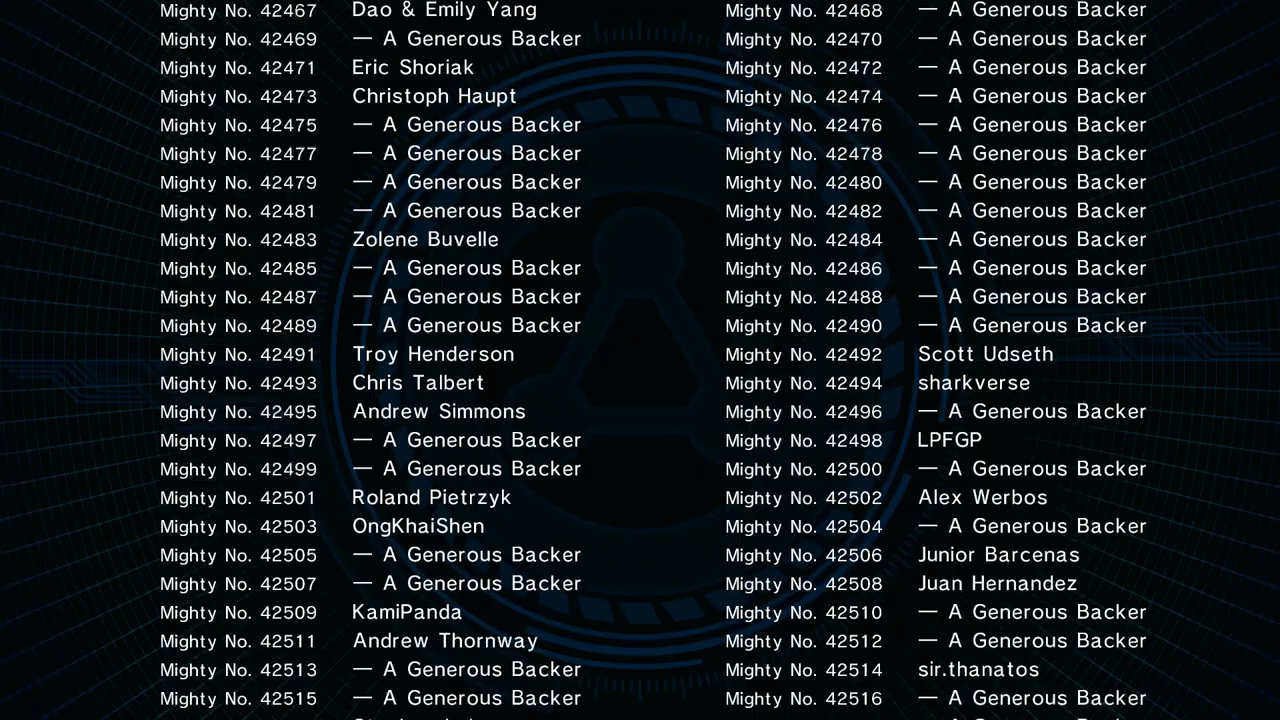 Mighty No. 42467 Dao & Emily Yang Mighty No. 42468 — A Generous Backer
Mighty No. 42469 — A Generous Backer Mighty No. 42470 — A Generous Backer
Mighty No. 42471 Eric Shoriak Mighty No. 42472 — A Generous Backer
Mighty No. 42473 Christoph Haupt Mighty No. 42474 — A Generous Backer
Mighty No. 42475 — A Generous Backer Mighty No. 42476 — A Generous Backer
Mighty No. 42477 — A Generous Backer Mighty No. 42478 — A Generous Backer
Mighty No. 42479 — A Generous Backer Mighty No. 42480 — A Generous Backer
Mighty No. 42481 — A Generous Backer Mighty No. 42482 — A Generous Backer
Mighty No. 42483 Zolene Buvelle Mighty No. 42484 — A Generous Backer
Mighty No. 42485 — A Generous Backer Mighty No. 42486 — A Generous Backer
Mighty No. 42487 — A Generous Backer Mighty No. 42488 — A Generous Backer
Mighty No. 42489 — A Generous Backer Mighty No. 42490 — A Generous Backer
Mighty No. 42491 Troy Henderson Mighty No. 42492 Scott Udseth
Mighty No. 42493 Chris Talbert Mighty No. 42494 sharkverse
Mighty No. 42495 Andrew Simmons Mighty No. 42496 — A Generous Backer
Mighty No. 42497 — A Generous Backer Mighty No. 42498 LPFGP
Mighty No. 42499 — A Generous Backer Mighty No. 42500 — A Generous Backer
Mighty No. 42501 Roland Pietrzyk Mighty No. 42502 Alex Werbos
Mighty No. 42503 OngKhaiShen Mighty No. 42504 — A Generous Backer
Mighty No. 42505 — A Generous Backer Mighty No. 42506 Junior Barcenas
Mighty No. 42507 — A Generous Backer Mighty No. 42508 Juan Hernandez
Mighty No. 42509 KamiPanda Mighty No. 42510 — A Generous Backer
Mighty No. 42511 Andrew Thornway Mighty No. 42512 — A Generous Backer
Mighty No. 42513 — A Generous Backer Mighty No. 42514 sir.thanatos
Mighty No. 42515 — A Generous Backer Mighty No. 42516 — A Generous Backer